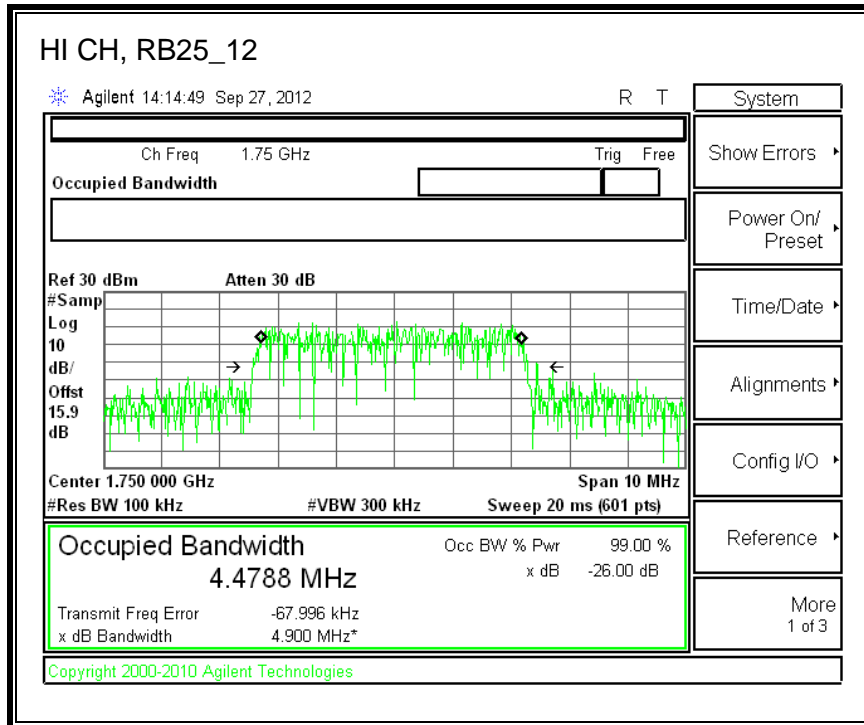 HI CH, RB25_12
Agilent 14:14:49 Sep 27, 2012 R T
Ch Freq 1.75 GHz Trig Free
Occupied Bandwidth
Ref 30 dBm Atten 30 dB
#Samp
Log
10
dB/
Offst
15.9
dB
Center 1.750 000 GHz Span 10 MHz
#Res BW 100 kHz #VBW 300 kHz Sweep 20 ms (601 pts)
Occupied Bandwidth Occ BW % Pwr 99.00 %
4.4788 MHz x dB -26.00 dB
Transmit Freq Error -67.996 kHz
x dB Bandwidth 4.900 MHz*
Copyright 2000-2010 Agilent Technologies
System
Show Errors
Power On/
Preset
Time/Date
Alignments
Config I/O
Reference
More
1 of 3